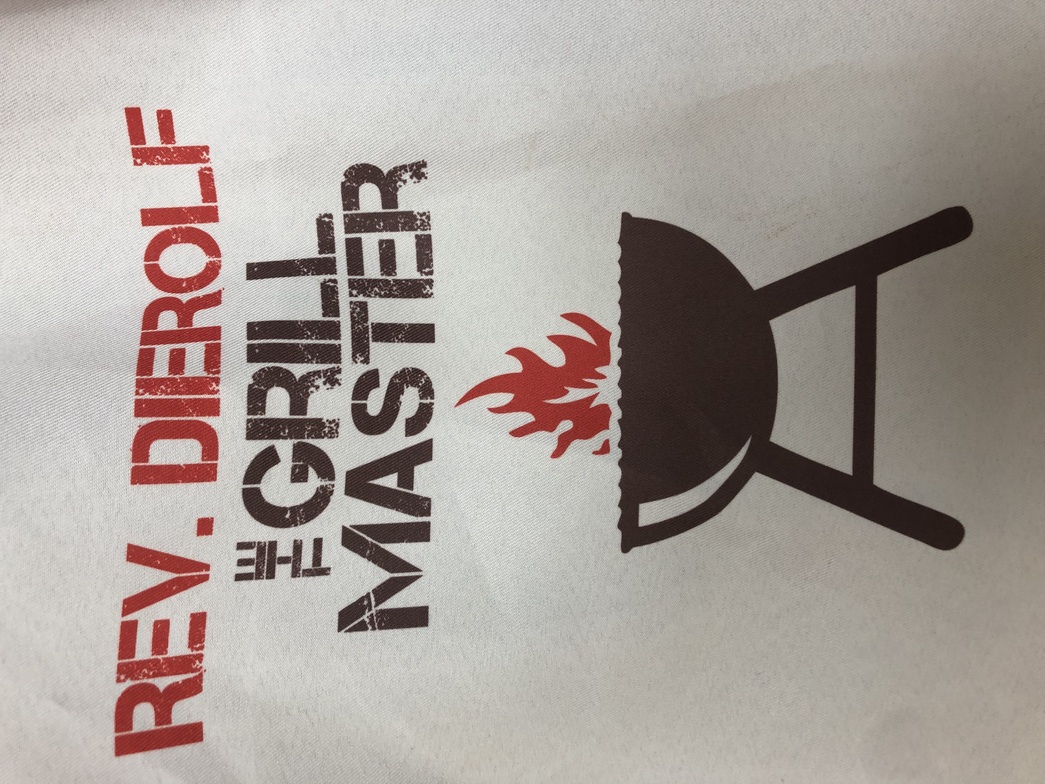 REV. DIEROLF
THE GRILL
MASTER